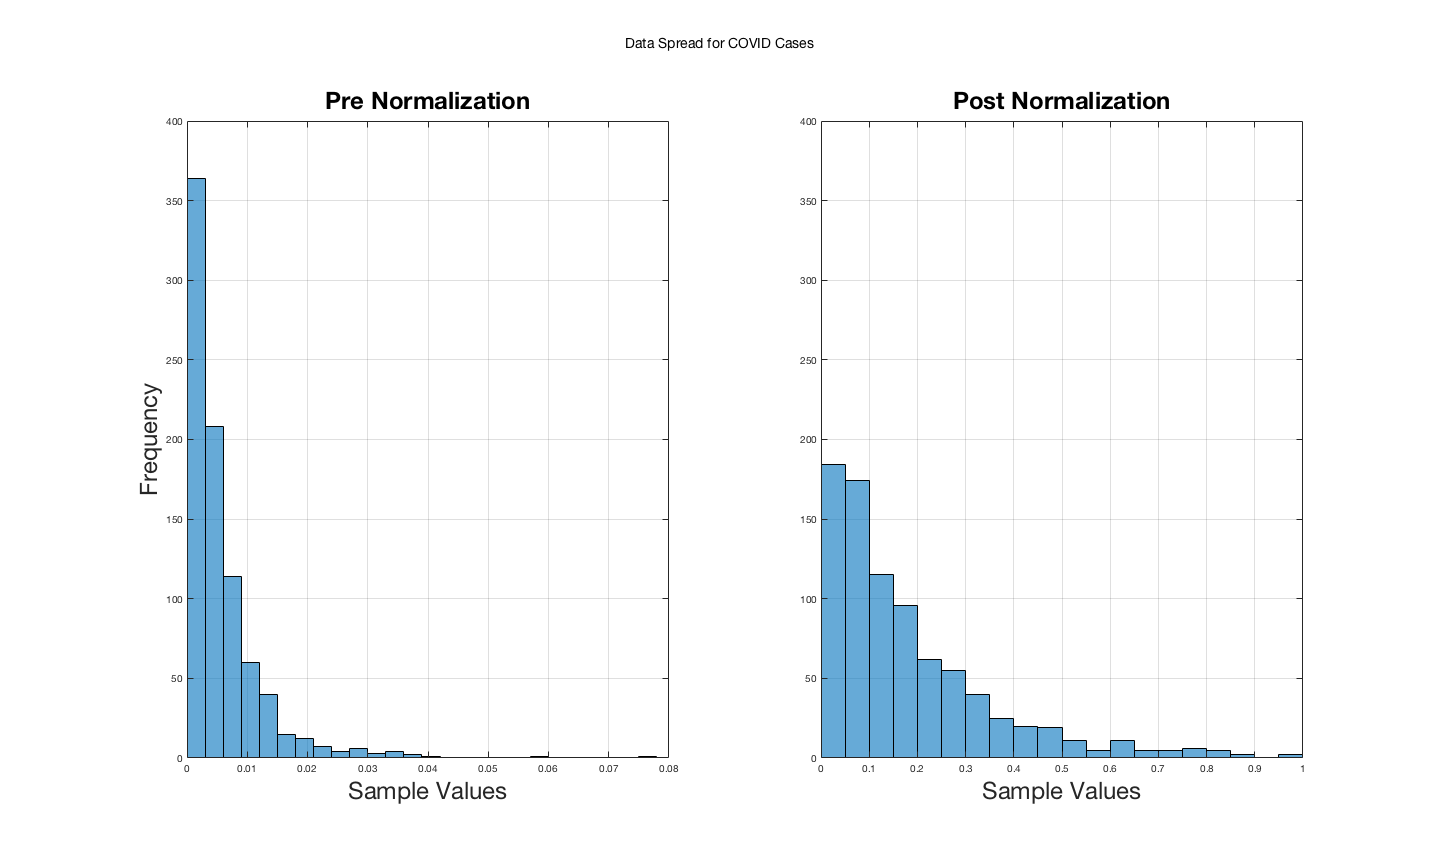 Data Spread for COVID Cases
Pre Normalization
400
350
300
250
200
150
100
50
0
Frequency
0 0.01 0.02 0.03 0.04 0.05 0.06 0.07 0.08
Sample Values
Post Normalization
400
350
300
250
200
150
100
50
0
0 0.1 0.2 0.3 0.4 0.5 0.6 0.7 0.8 0.9 1
Sample Values